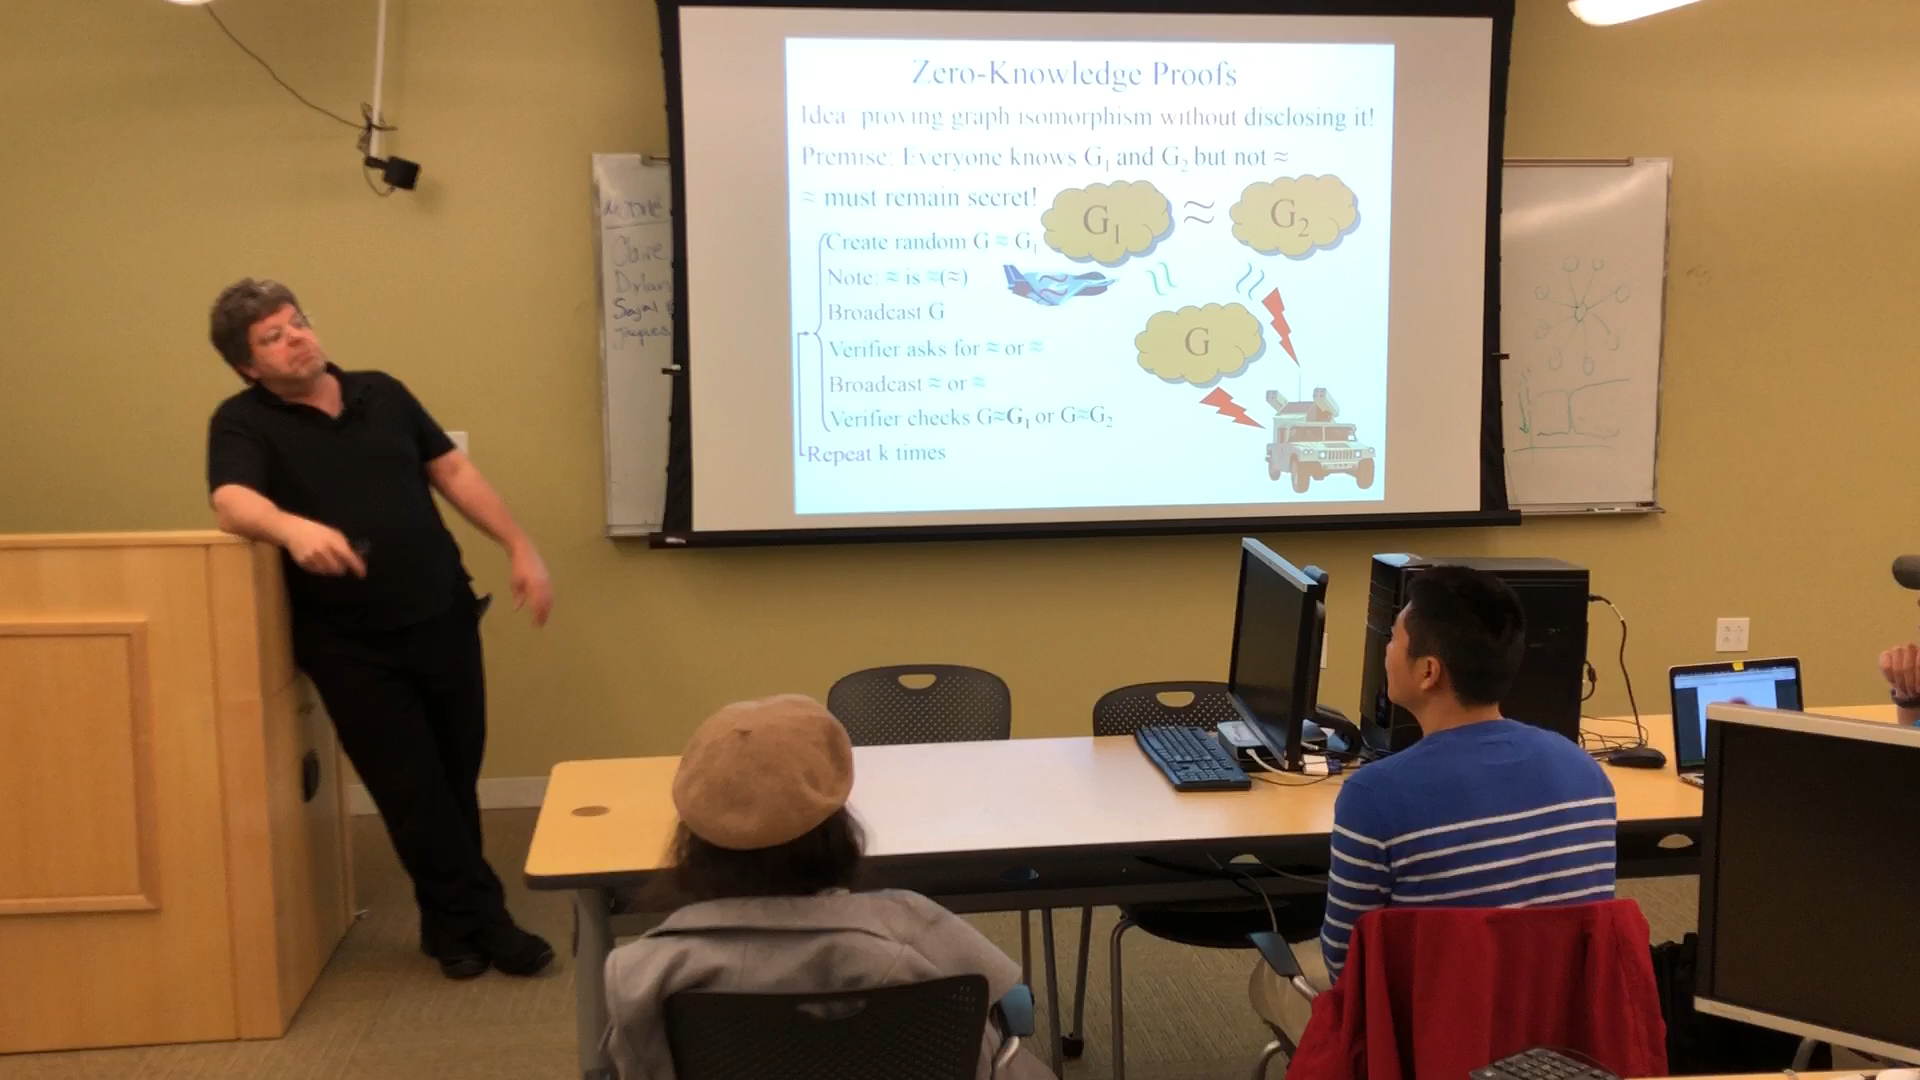 Zero-Knowledge Proofs
Idea: proving graph isomorphism without disclosing it!
Premise: Everyone knows G₁ and G₂ but not ≈
≈ must remain secret!
Create random G ≈ G₁
Note: ≈ is ≈(≈)
Broadcast G
Verifier asks for ≈ or ≈
Broadcast ≈ or ≈
Verifier checks G≈G₁ or G≈G₂
Repeat k times
G₁ ≈ G₂
≈ ≈
G
Dylan